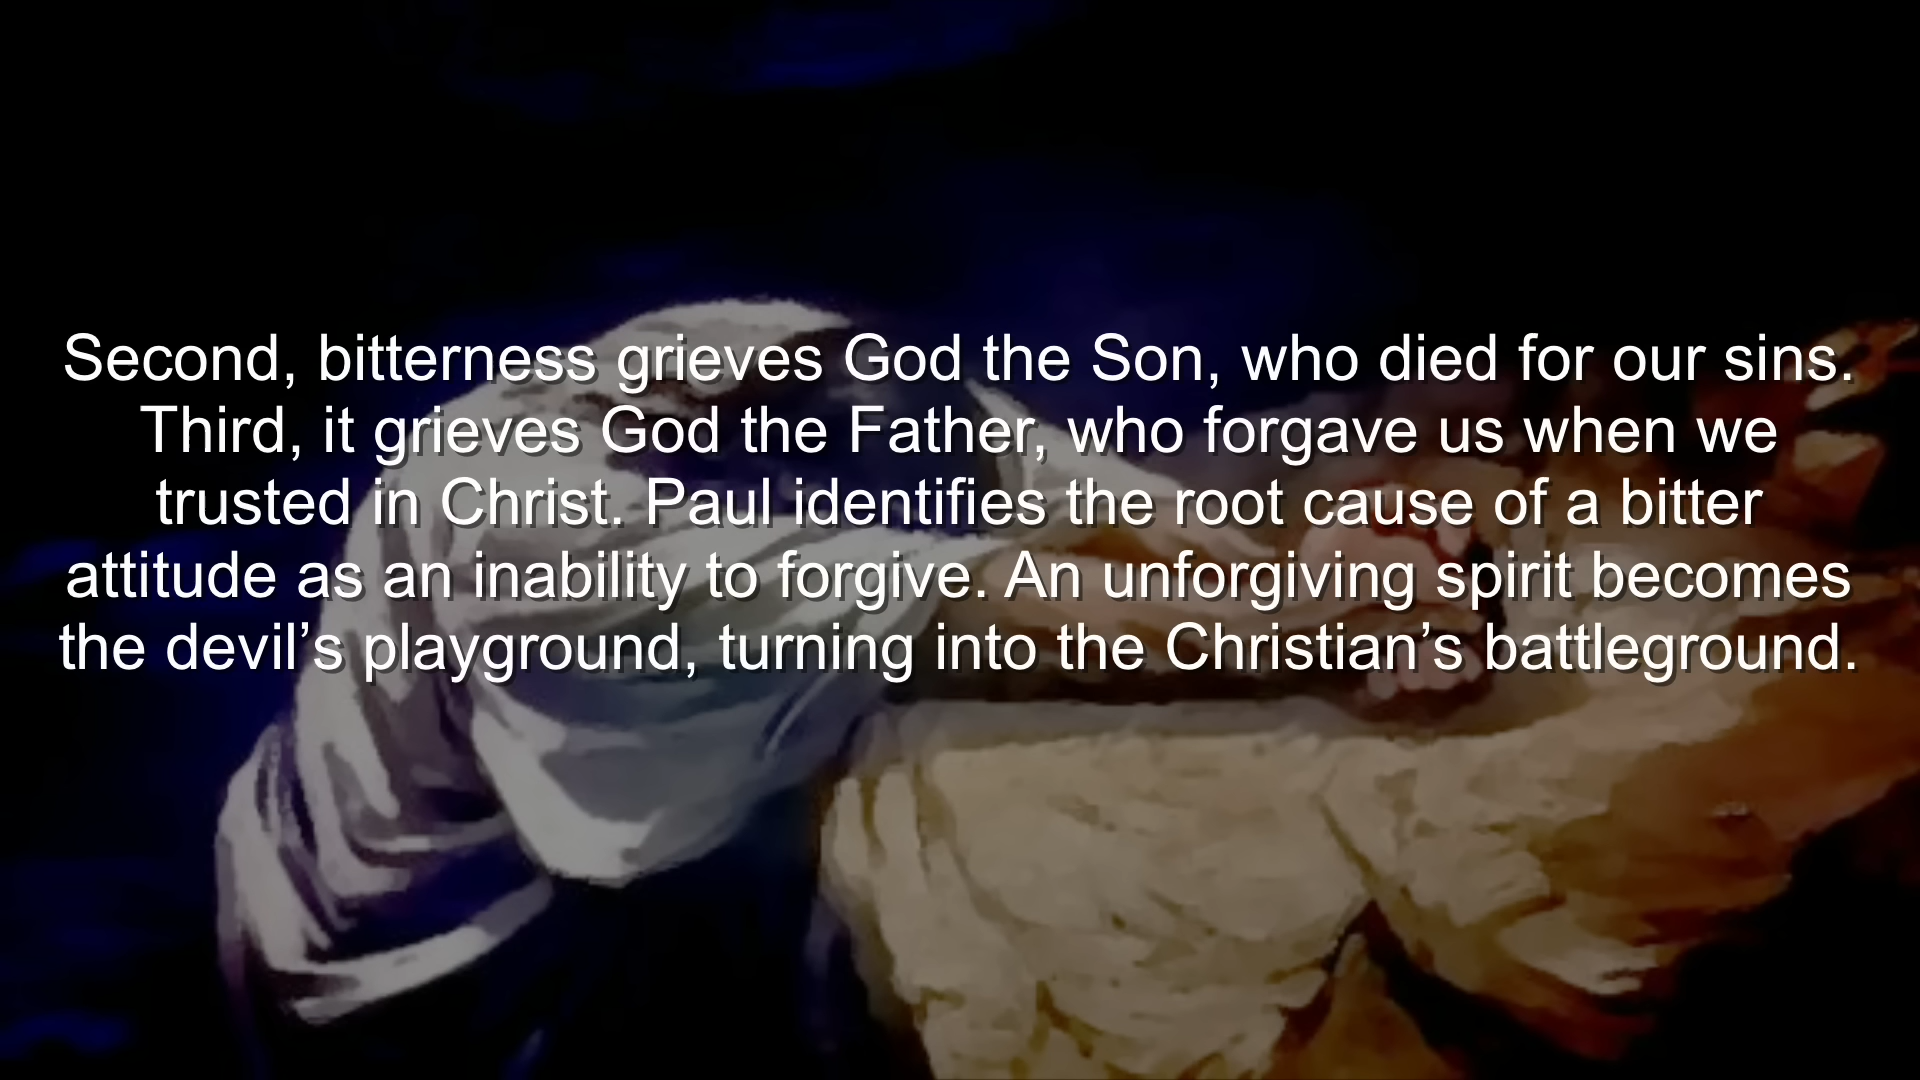 Second, bitterness grieves God the Son, who died for our sins.
Third, it grieves God the Father, who forgave us when we
trusted in Christ. Paul identifies the root cause of a bitter
attitude as an inability to forgive. An unforgiving spirit becomes
the devil’s playground, turning into the Christian’s battleground.